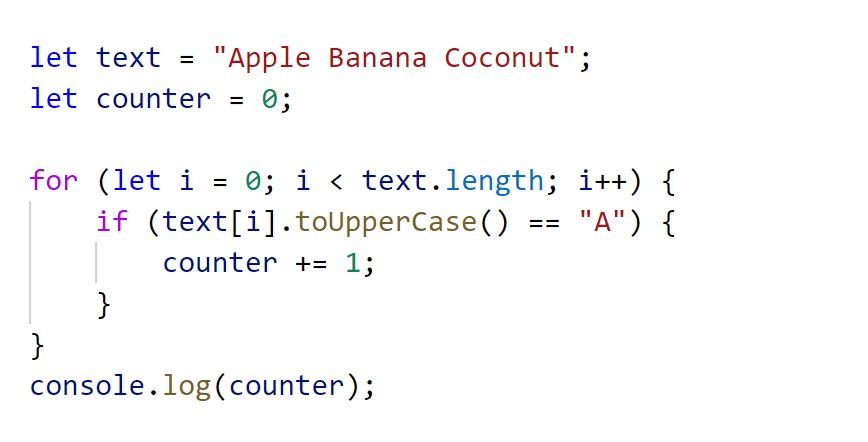 let text = "Apple Banana Coconut";
let counter = 0;

for (let i = 0; i < text.length; i++) {
    if (text[i].toUpperCase() == "A") {
        counter += 1;
    }
}
console.log(counter);